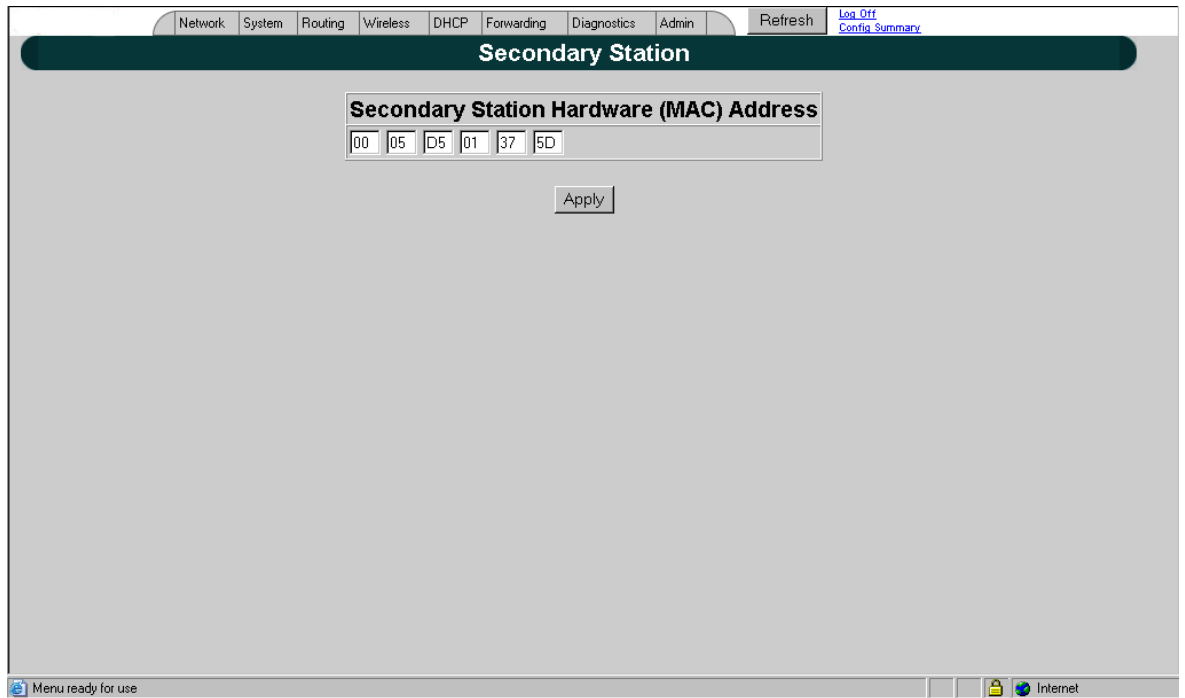 Network System Routing Wireless DHCP Forwarding Diagnostics Admin Refresh Log Off
Config Summary
Secondary Station
Secondary Station Hardware (MAC) Address
00 05 D5 01 37 5D
Apply
Menu ready for use Internet